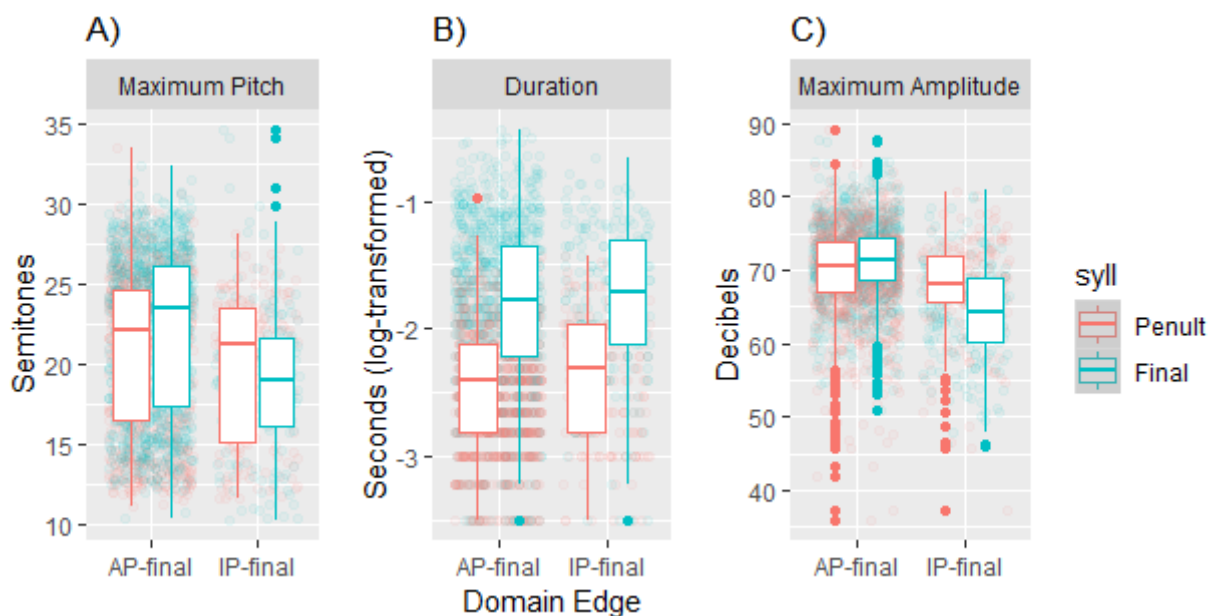 A)
Maximum Pitch
Semitones
35
30
25
20
15
10
AP-final IP-final
B)
Duration
Seconds (log-transformed)
-1
-2
-3
AP-final IP-final
Domain Edge
C)
Maximum Amplitude
Decibels
90
80
70
60
50
40
AP-final IP-final
syll
Penult
Final